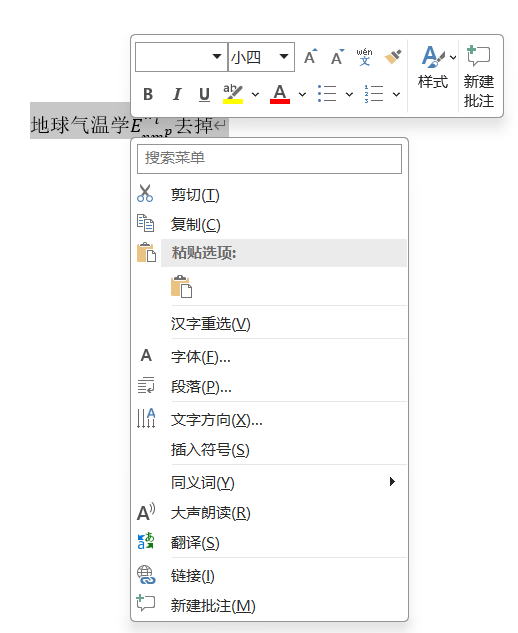 小四
A A wén 文
样式
新建
批注
B I U ab A
地球气温学E 去掉
搜索菜单
剪切(T)
复制(C)
粘贴选项:
汉字重选(V)
A 字体(F)...
段落(P)...
文字方向(X)...
插入符号(S)
同义词(Y)
大声朗读(R)
翻译(S)
链接(I)
新建批注(M)